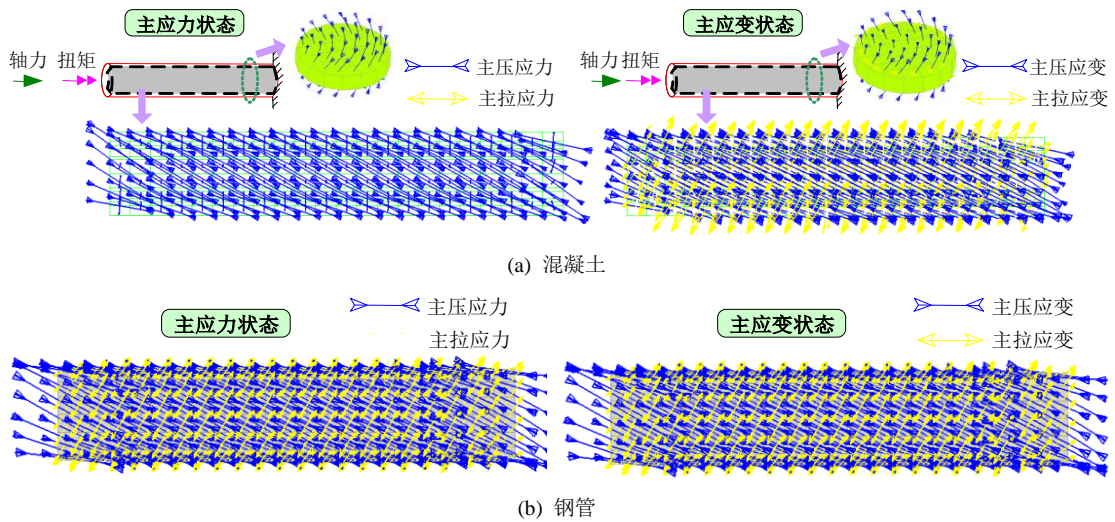 主应力状态
轴力 扭矩
主压应力
主拉应力
主应变状态
轴力 扭矩
主压应变
主拉应变
(a) 混凝土
主应力状态
主压应力
主拉应力
主应变状态
主压应变
主拉应变
(b) 钢管